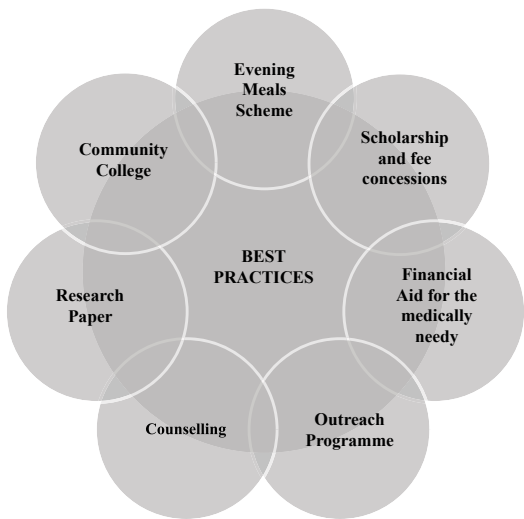 Evening
Meals
Scheme
Scholarship
and fee
concessions
Financial
Aid for the
medically
needy
Outreach
Programme
Counselling
Research
Paper
Community
College
BEST
PRACTICES